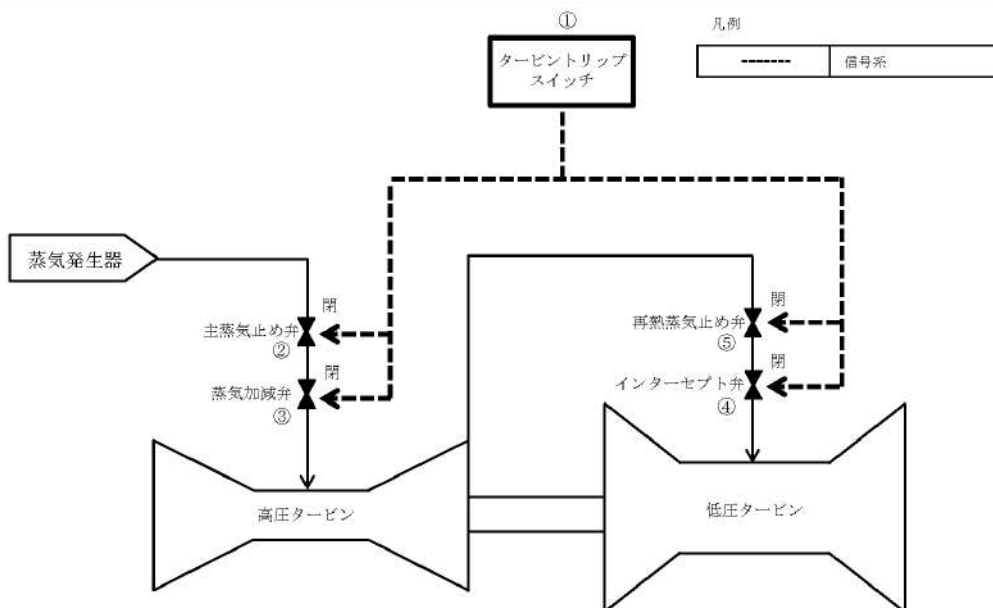 ①
タービントリップ
スイッチ
凡例
信号系
蒸気発生器
閉
主蒸気止め弁
②
閉
蒸気加減弁
③
閉
再熱蒸気止め弁
⑤
閉
インターセプト弁
④
高圧タービン
低圧タービン